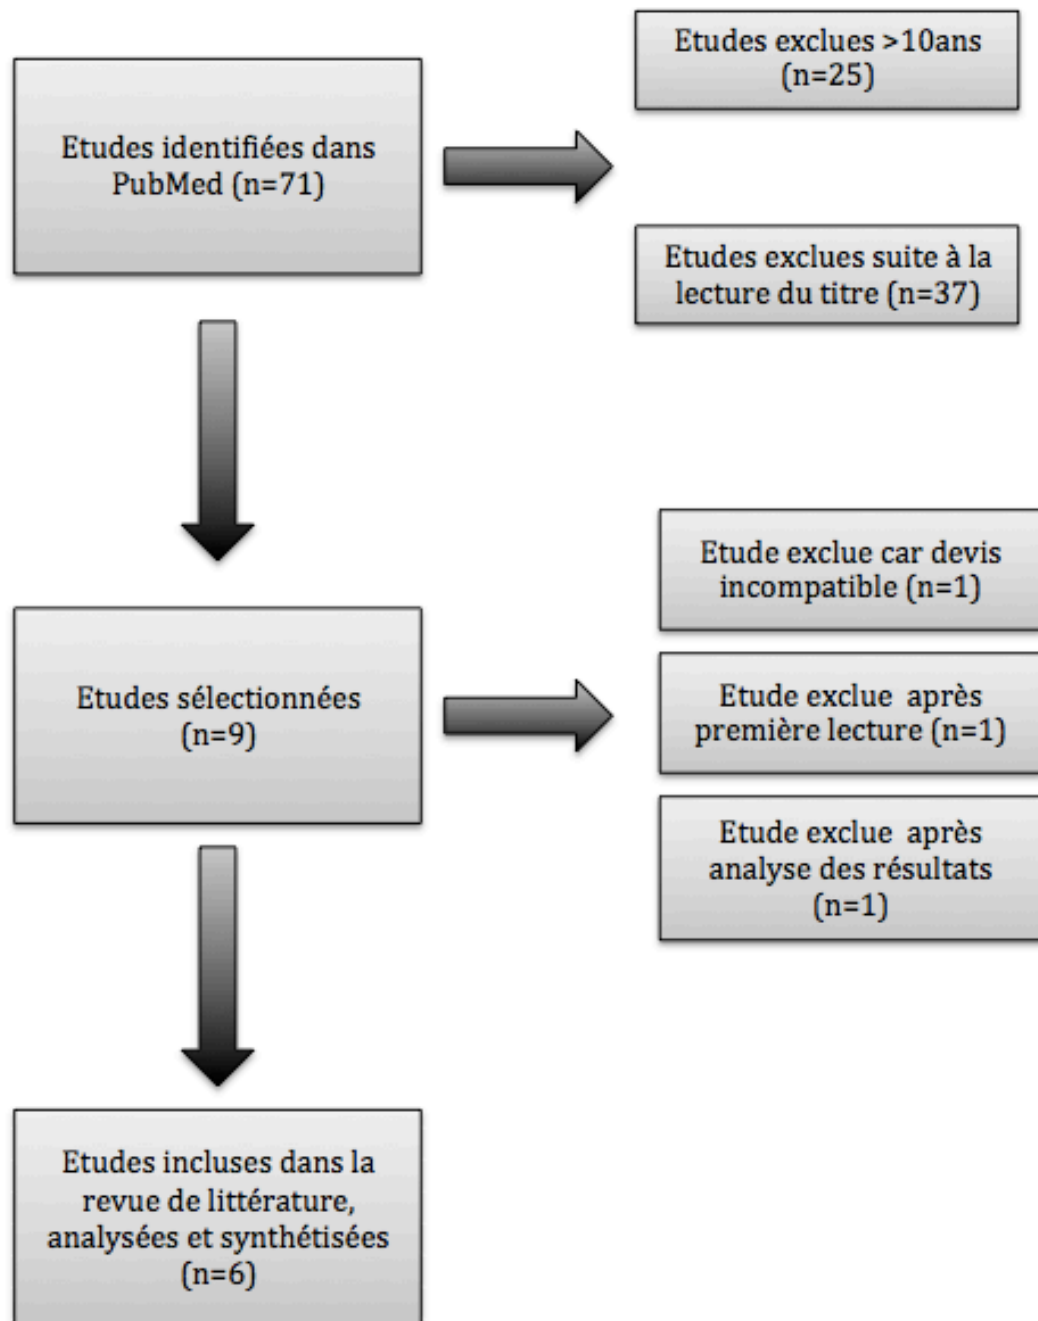 Etudes exclues >10ans
(n=25)
Etudes identifiées dans
PubMed (n=71)
Etudes exclues suite à la
lecture du titre (n=37)
Etude exclue car devis
incompatible (n=1)
Etudes sélectionnées
(n=9)
Etude exclue  après
première lecture (n=1)
Etude exclue  après
analyse des résultats
(n=1)
Etudes incluses dans la
revue de littérature,
analysées et synthétisées
(n=6)